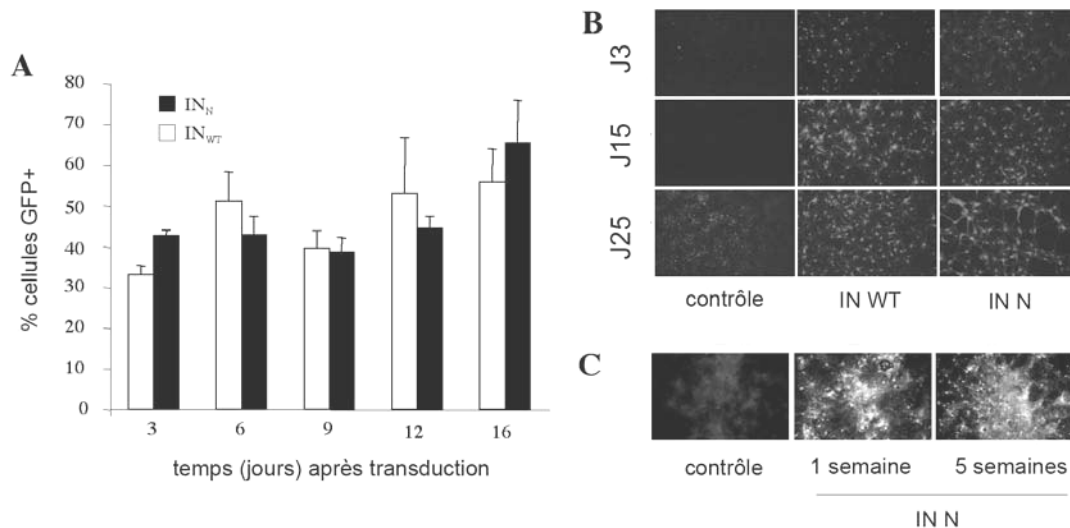 A
% cellules GFP+
80
70
60
50
40
30
20
10
0
IN_N
IN_WT
3 6 9 12 16
temps (jours) après transduction
B
J3
J15
J25
contrôle IN WT IN N
C
contrôle 1 semaine 5 semaines
IN N